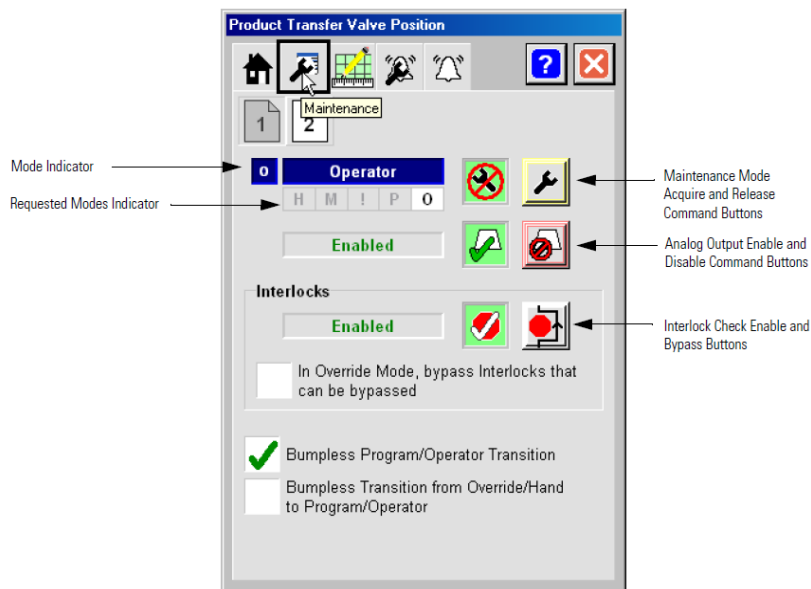 Product Transfer Valve Position
?
Maintenance
1
2
Mode Indicator
O
Operator
Maintenance Mode
Acquire and Release
Command Buttons
Requested Modes Indicator
H M ! P O
Enabled
Analog Output Enable and
Disable Command Buttons
Interlocks
Enabled
Interlock Check Enable and
Bypass Buttons
In Override Mode, bypass Interlocks that
can be bypassed
Bumpless Program/Operator Transition
Bumpless Transition from Override/Hand
to Program/Operator